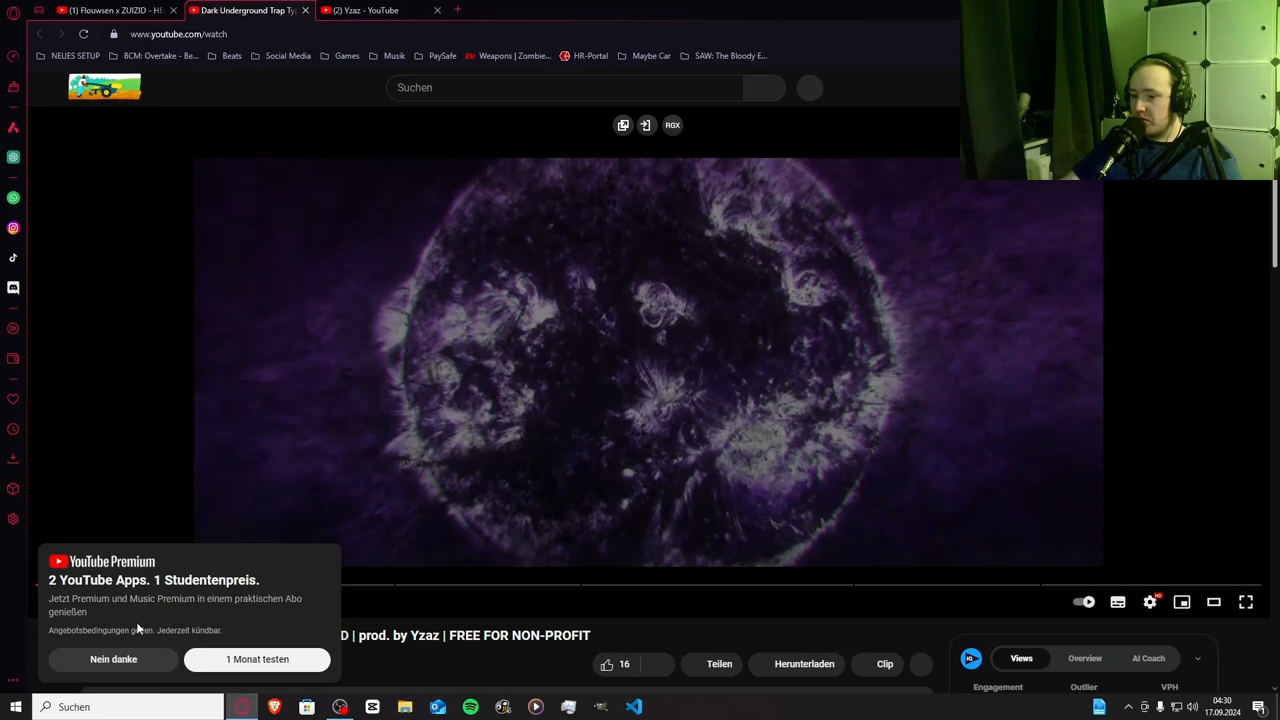 (1) Flouwsen x ZUIZID - HE
Dark Underground Trap Ty
(2) Yzaz - YouTube
www.youtube.com/watch
NEUES SETUP
BCM: Overtake - Be...
Beats
Social Media
Games
Musik
PaySafe
Weapons | Zombie...
HR-Portal
Maybe Car
SAW: The Bloody E...
Suchen
RGX
YouTube Premium
2 YouTube Apps. 1 Studentenpreis.
Jetzt Premium und Music Premium in einem praktischen Abo
genießen
Angebotsbedingungen gelten. Jederzeit kündbar.
Nein danke
1 Monat testen
HD
D | prod. by Yzaz | FREE FOR NON-PROFIT
16
Teilen
Herunterladen
Clip
Views
Overview
AI Coach
Engagement
Outlier
VPH
Suchen
04:30
17.09.2024
1